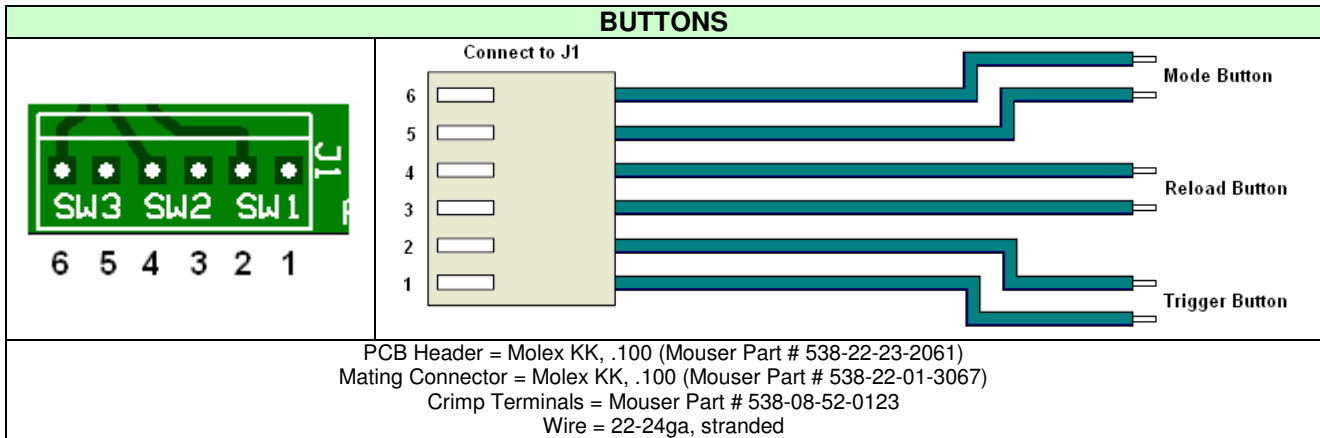 BUTTONS
Connect to J1
J1
SW3 SW2 SW1
6 5 4 3 2 1
6
5
4
3
2
1
Mode Button
Reload Button
Trigger Button
PCB Header = Molex KK, .100 (Mouser Part # 538-22-23-2061)
Mating Connector = Molex KK, .100 (Mouser Part # 538-22-01-3067)
Crimp Terminals = Mouser Part # 538-08-52-0123
Wire = 22-24ga, stranded